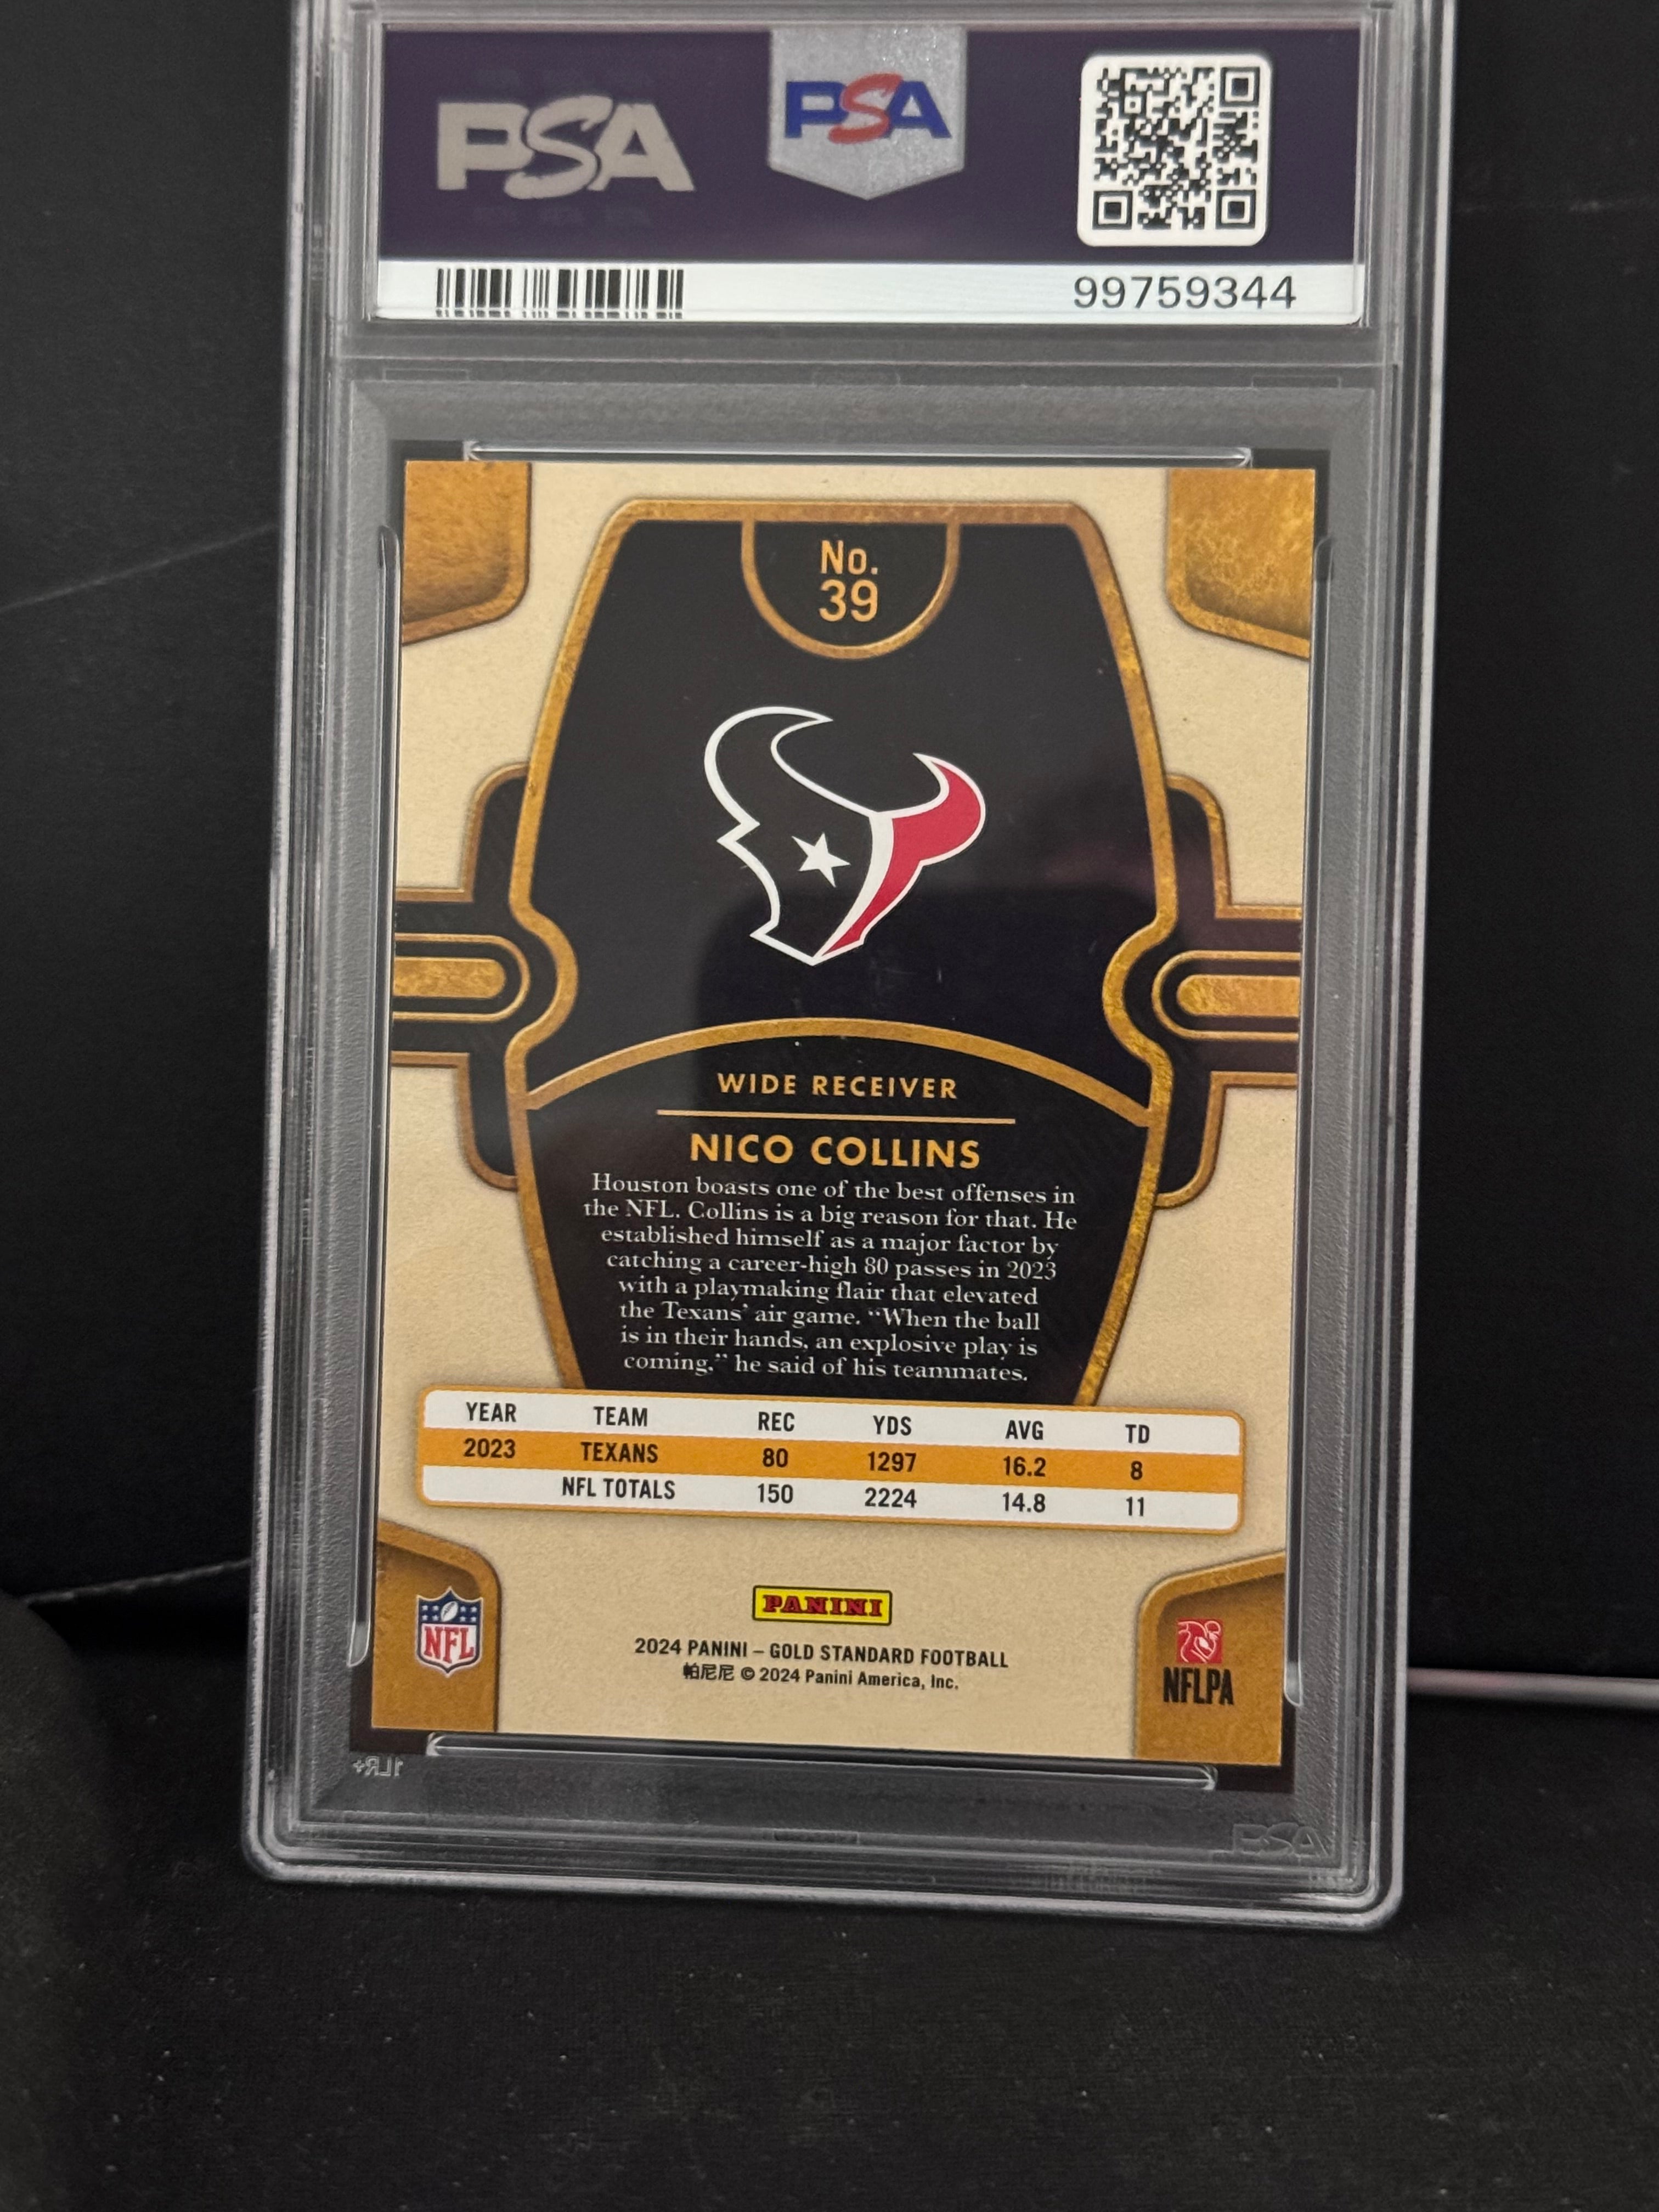 PSA
PSA
99759344
No.
39
WIDE RECEIVER
NICO COLLINS
Houston boasts one of the best offenses in
the NFL. Collins is a big reason for that. He
established himself as a major factor by
catching a career-high 80 passes in 2023
with a playmaking flair that elevated
the Texans’ air game. “When the ball
is in their hands, an explosive play is
coming,” he said of his teammates.
YEAR TEAM REC YDS AVG TD
2023 TEXANS 80 1297 16.2 8
NFL TOTALS 150 2224 14.8 11
NFL
PANINI
2024 PANINI – GOLD STANDARD FOOTBALL
帕尼尼 © 2024 Panini America, Inc.
NFLPA
1LR+
PSA